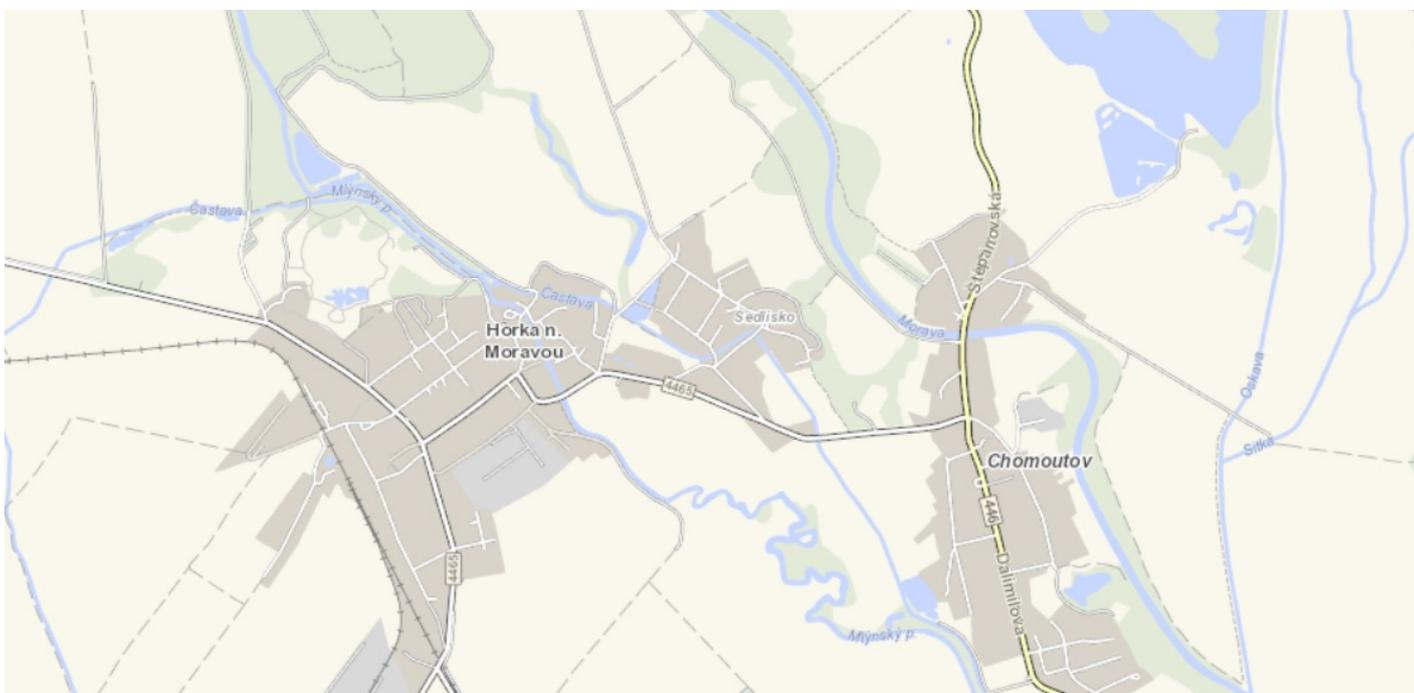 Štěpánovská
Mlýnský p.
Častava
Častava
Sedlisko
Morava
Horka n.
Moravou
Oskava
4465
Sitka
Chomoutov
446
4465
Dalimilova
Mlýnský p.